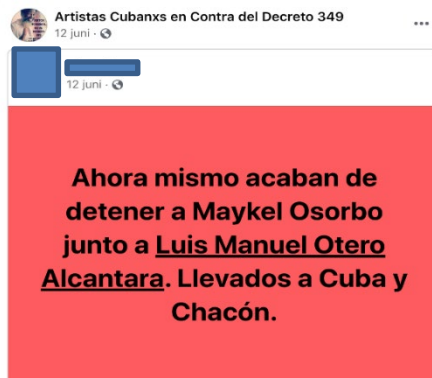 Artistas Cubanxs en Contra del Decreto 349
12 juni ·
12 juni ·
Ahora mismo acaban de
detener a Maykel Osorbo
junto a Luis Manuel Otero
Alcantara. Llevados a Cuba y
Chacón.